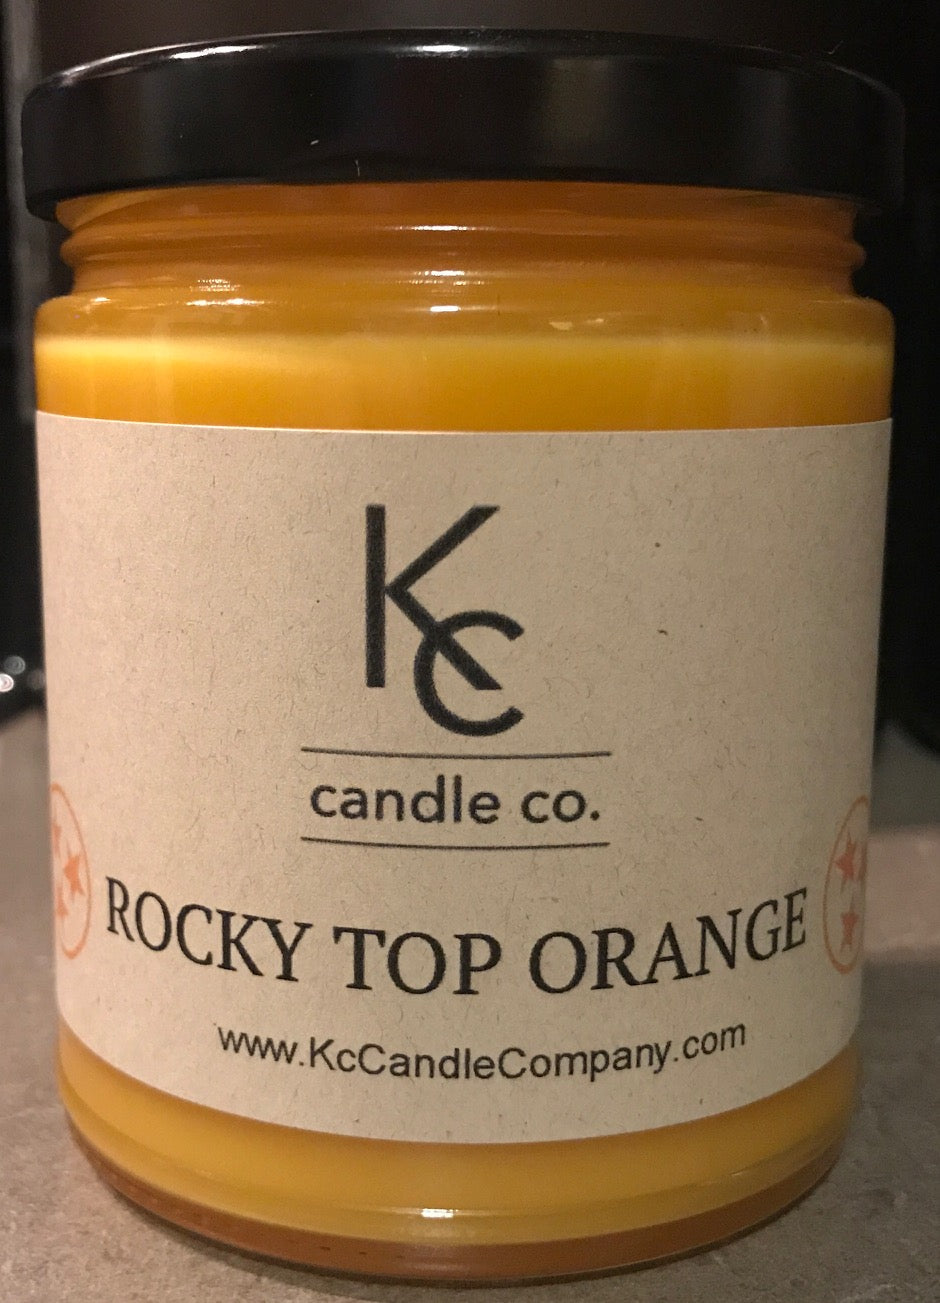 Kc
candle co.
ROCKY TOP ORANGE
www.KcCandleCompany.com